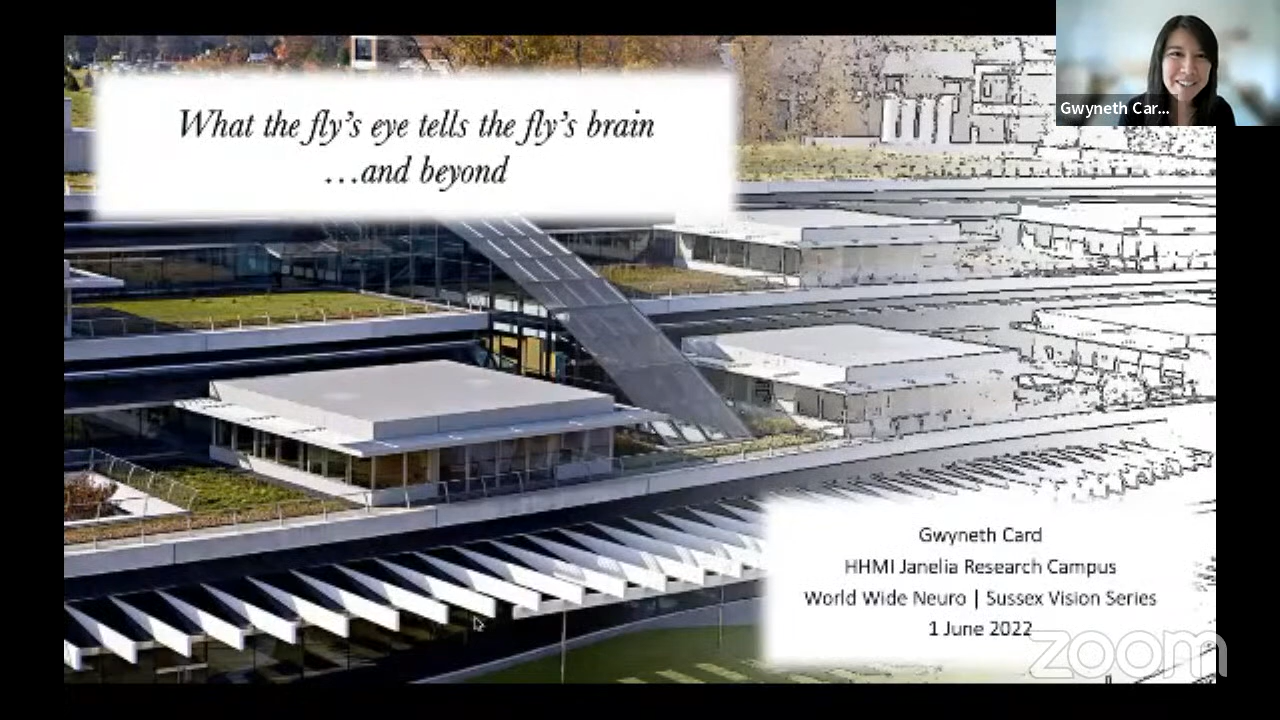 What the fly's eye tells the fly's brain
...and beyond
Gwyneth Car...
Gwyneth Card
HHMI Janelia Research Campus
World Wide Neuro | Sussex Vision Series
1 June 2022
zoom